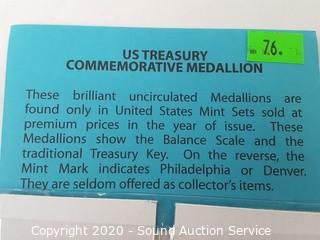 US TREASURY
COMMEMORATIVE MEDALLION
76.
These brilliant uncirculated Medallions are
found only in United States Mint Sets sold at
premium prices in the year of issue. These
Medallions show the Balance Scale and the
traditional Treasury Key. On the reverse, the
Mint Mark indicates Philadelphia or Denver.
They are seldom offered as collector's items.
Copyright 2020 - Sound Auction Service